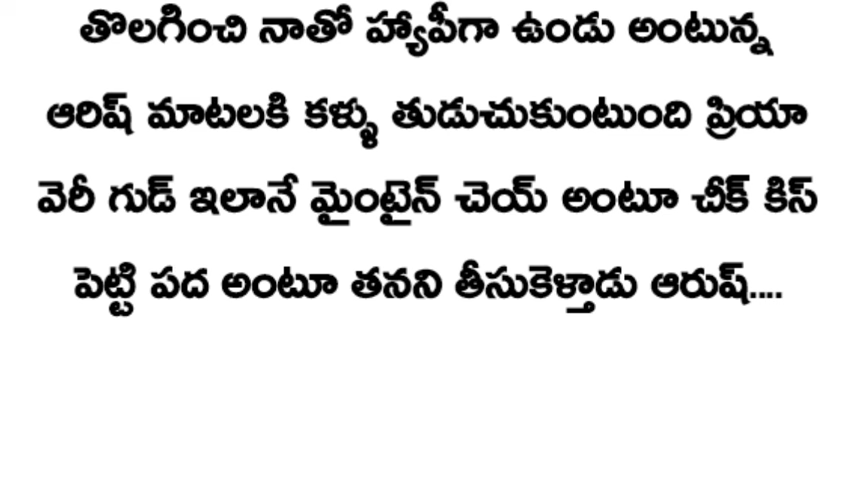 తొలగించి నాతో హ్యాపీగా ఉండు అంటున్న
ఆరిష్ మాటలకి కళ్ళు తుడుచుకుంటుంది ప్రియా
వెరీ గుడ్ ఇలానే మైంటైన్ చెయ్ అంటూ చీక్ కిస్
పెట్టి పద అంటూ తనని తీసుకెళ్తాడు ఆరుష్....